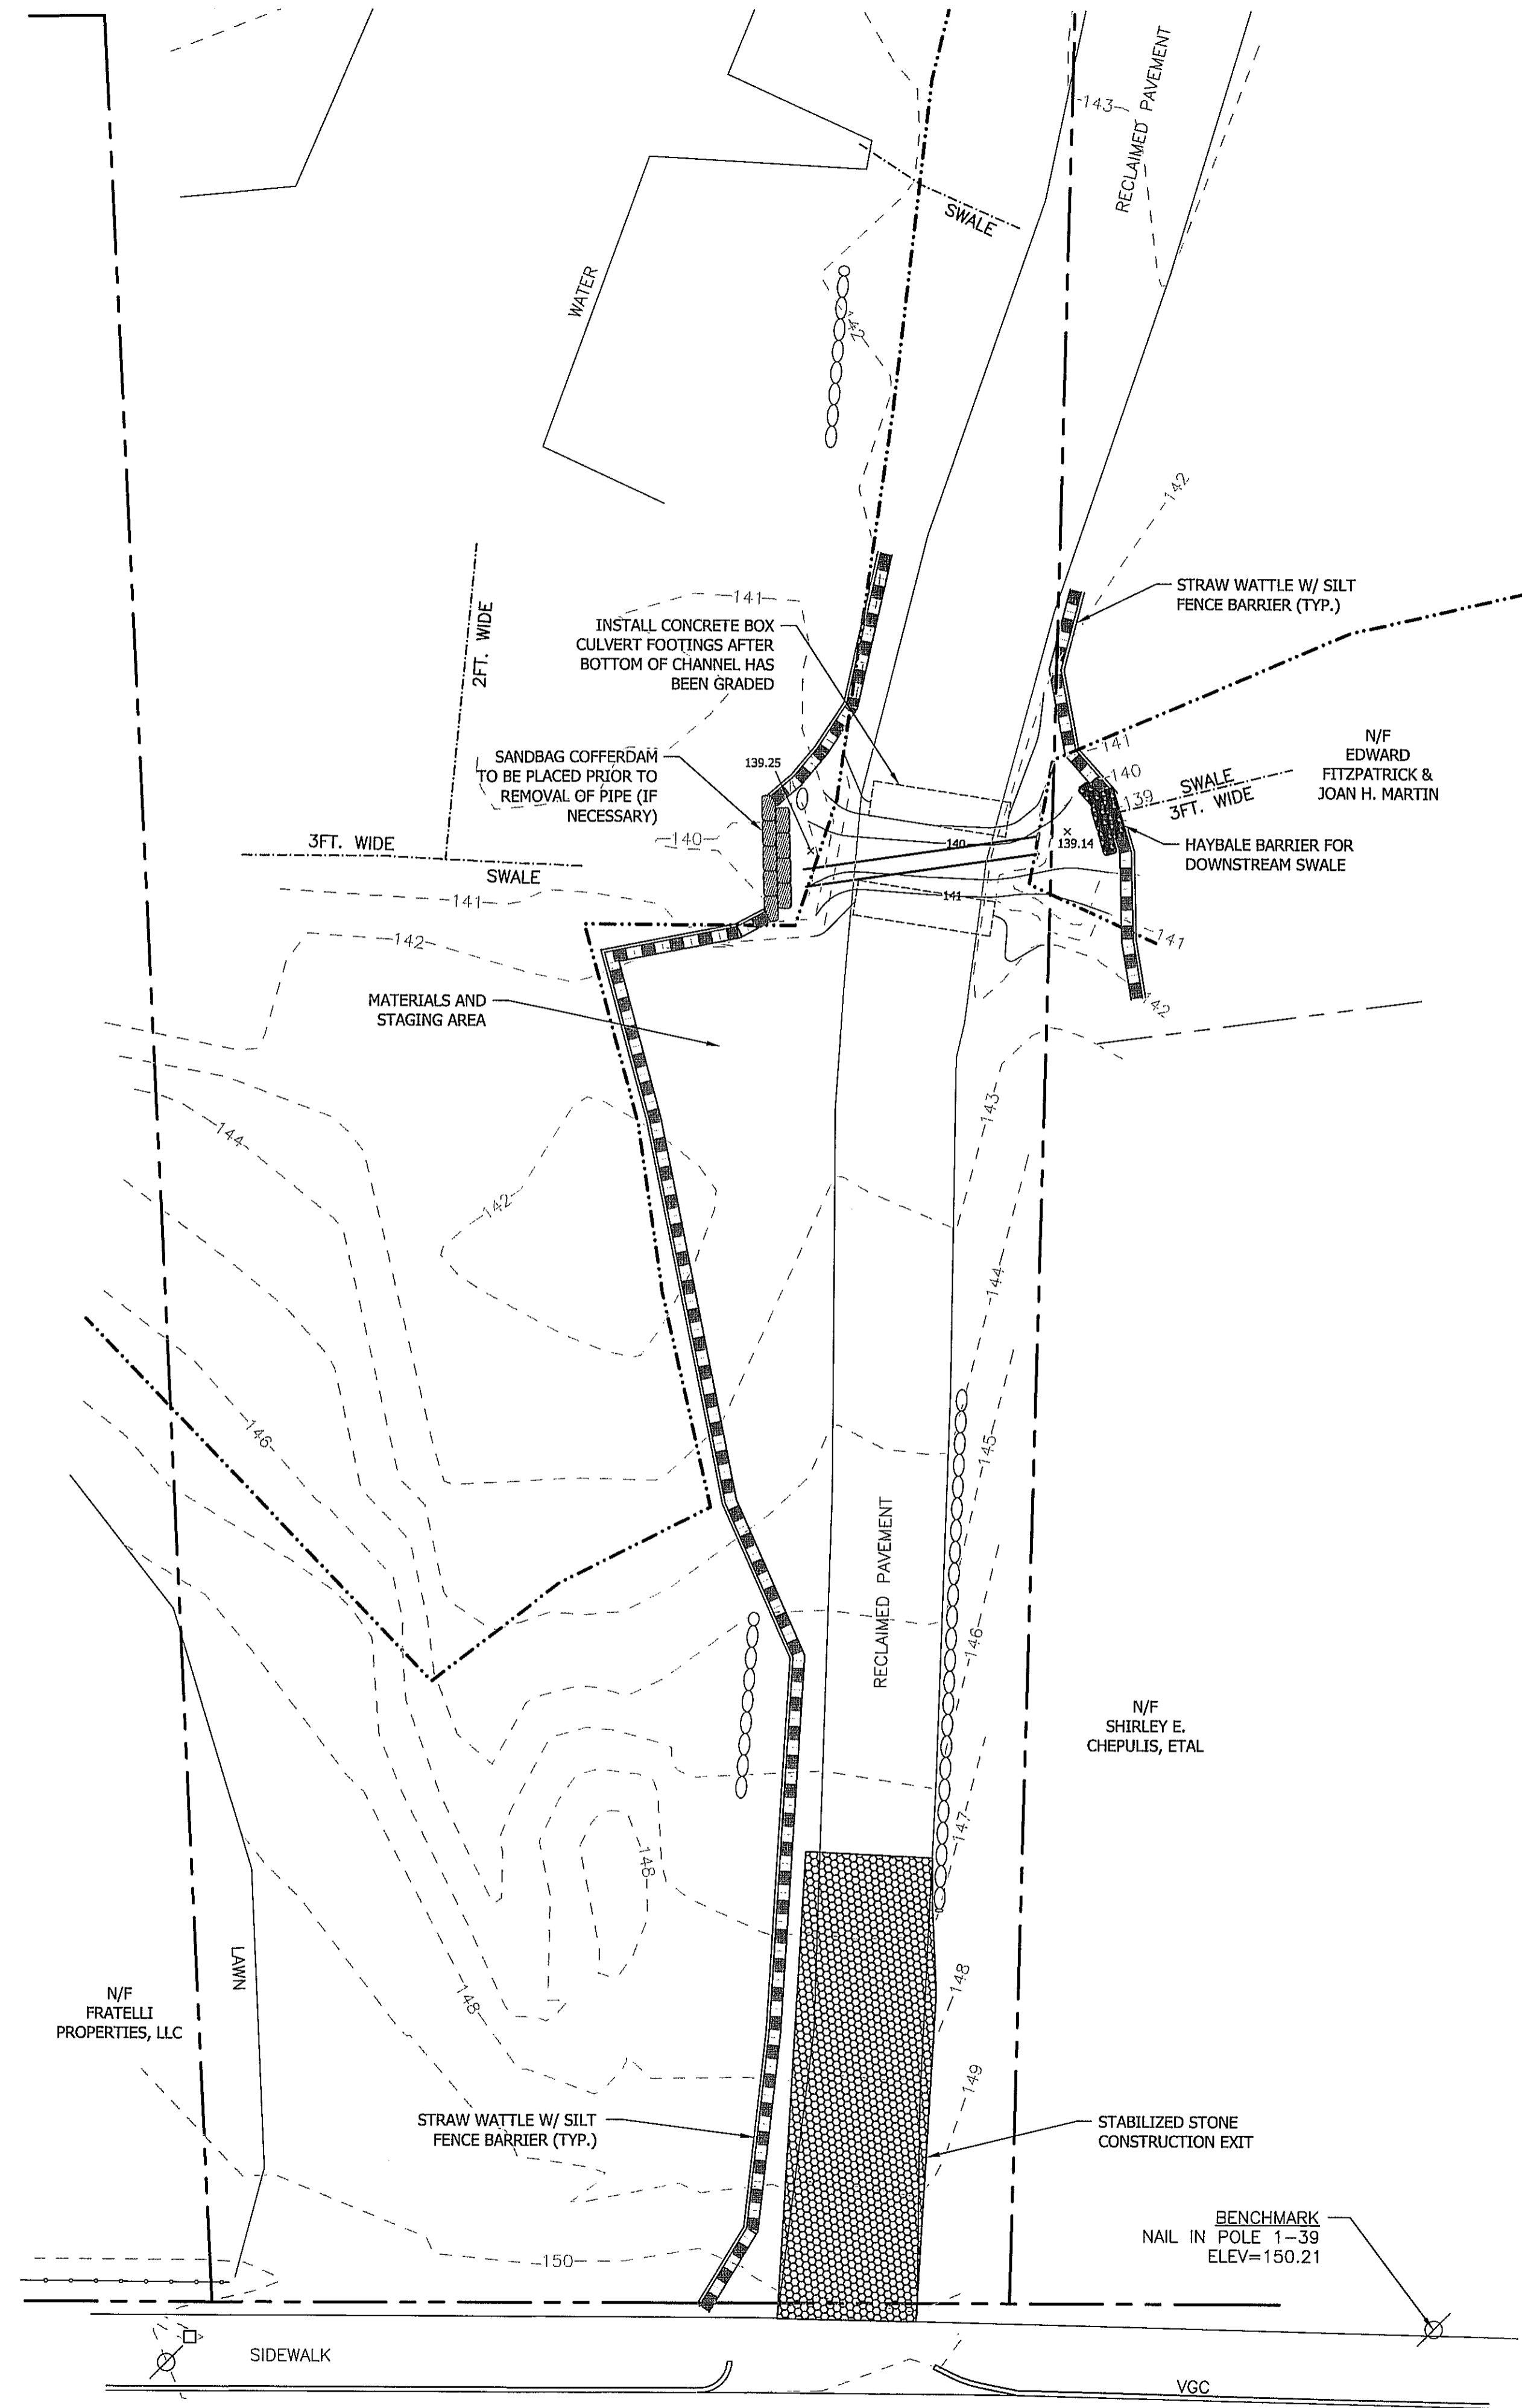 -143-
RECLAIMED PAVEMENT
SWALE
WATER
142
STRAW WATTLE W/ SILT
FENCE BARRIER (TYP.)
-141-
INSTALL CONCRETE BOX
CULVERT FOOTINGS AFTER
BOTTOM OF CHANNEL HAS
BEEN GRADED
2FT. WIDE
SANDBAG COFFERDAM
TO BE PLACED PRIOR TO
REMOVAL OF PIPE (IF
NECESSARY)
139.25
N/F
EDWARD
FITZPATRICK &
JOAN H. MARTIN
141
140
139
SWALE
3FT. WIDE
3FT. WIDE
SWALE
-140-
140
139.14
HAYBALE BARRIER FOR
DOWNSTREAM SWALE
-141-
141
141
-142-
142
MATERIALS AND
STAGING AREA
-143-
-144-
-142-
-144-
-146-
-145-
RECLAIMED PAVEMENT
-146-
N/F
SHIRLEY E.
CHEPULIS, ETAL
-147-
-148-
LAWN
-148-
-148
N/F
FRATELLI
PROPERTIES, LLC
-149
STRAW WATTLE W/ SILT
FENCE BARRIER (TYP.)
STABILIZED STONE
CONSTRUCTION EXIT
BENCHMARK
NAIL IN POLE 1-39
ELEV=150.21
-150-
SIDEWALK
VGC